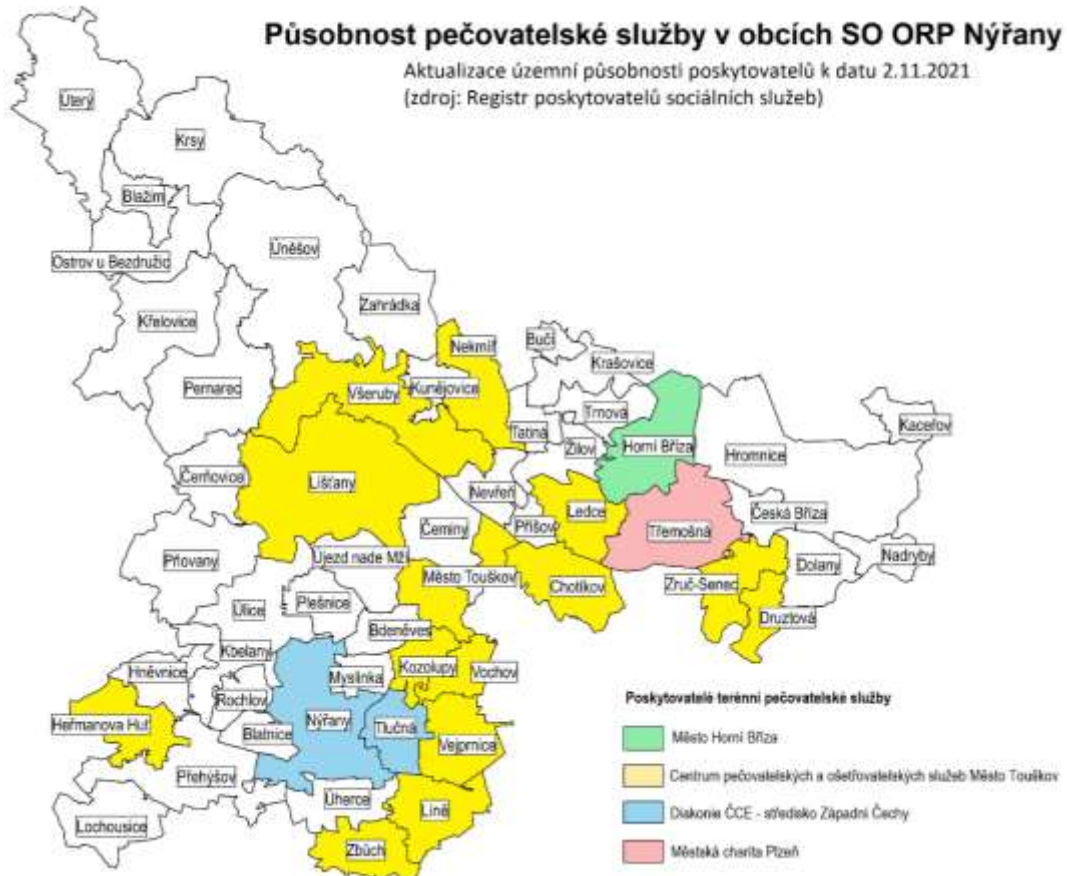 Působnost pečovatelské služby v obcích SO ORP Nýřany
Aktualizace územní působnosti poskytovatelů k datu 2.11.2021
(zdroj: Registr poskytovatelů sociálních služeb)
Úterý
Krsy
Blažim
Úněšov
Ostrov u Bezdružic
Zahrádka
Křelovice
Bučí
Nekmíř
Krašovice
Pernarec
Kunějovice
Všeruby
Trnová
Kaceřov
Tatiná
Horní Bříza
Žilov
Hromnice
Čerňovice
Líšťany
Nevřeň
Ledce
Česká Bříza
Příšov
Čeminy
Třemošná
Pňovany
Újezd nade Mží
Nadryby
Dolany
Město Touškov
Chotíkov
Zruč-Senec
Plešnice
Úlice
Druztová
Bdeněves
Kbelany
Hněvnice
Myslinka
Kozolupy
Vochov
Rochlov
Heřmanova Huť
Nýřany
Tlučná
Blatnice
Vejprnice
Přehýšov
Úherce
Líně
Lochousice
Zbůch
Poskytovatelé terénní pečovatelské služby
Město Horní Bříza
Centrum pečovatelských a ošetřovatelských služeb Město Touškov
Diakonie ČCE - středisko Západní Čechy
Městská charita Plzeň